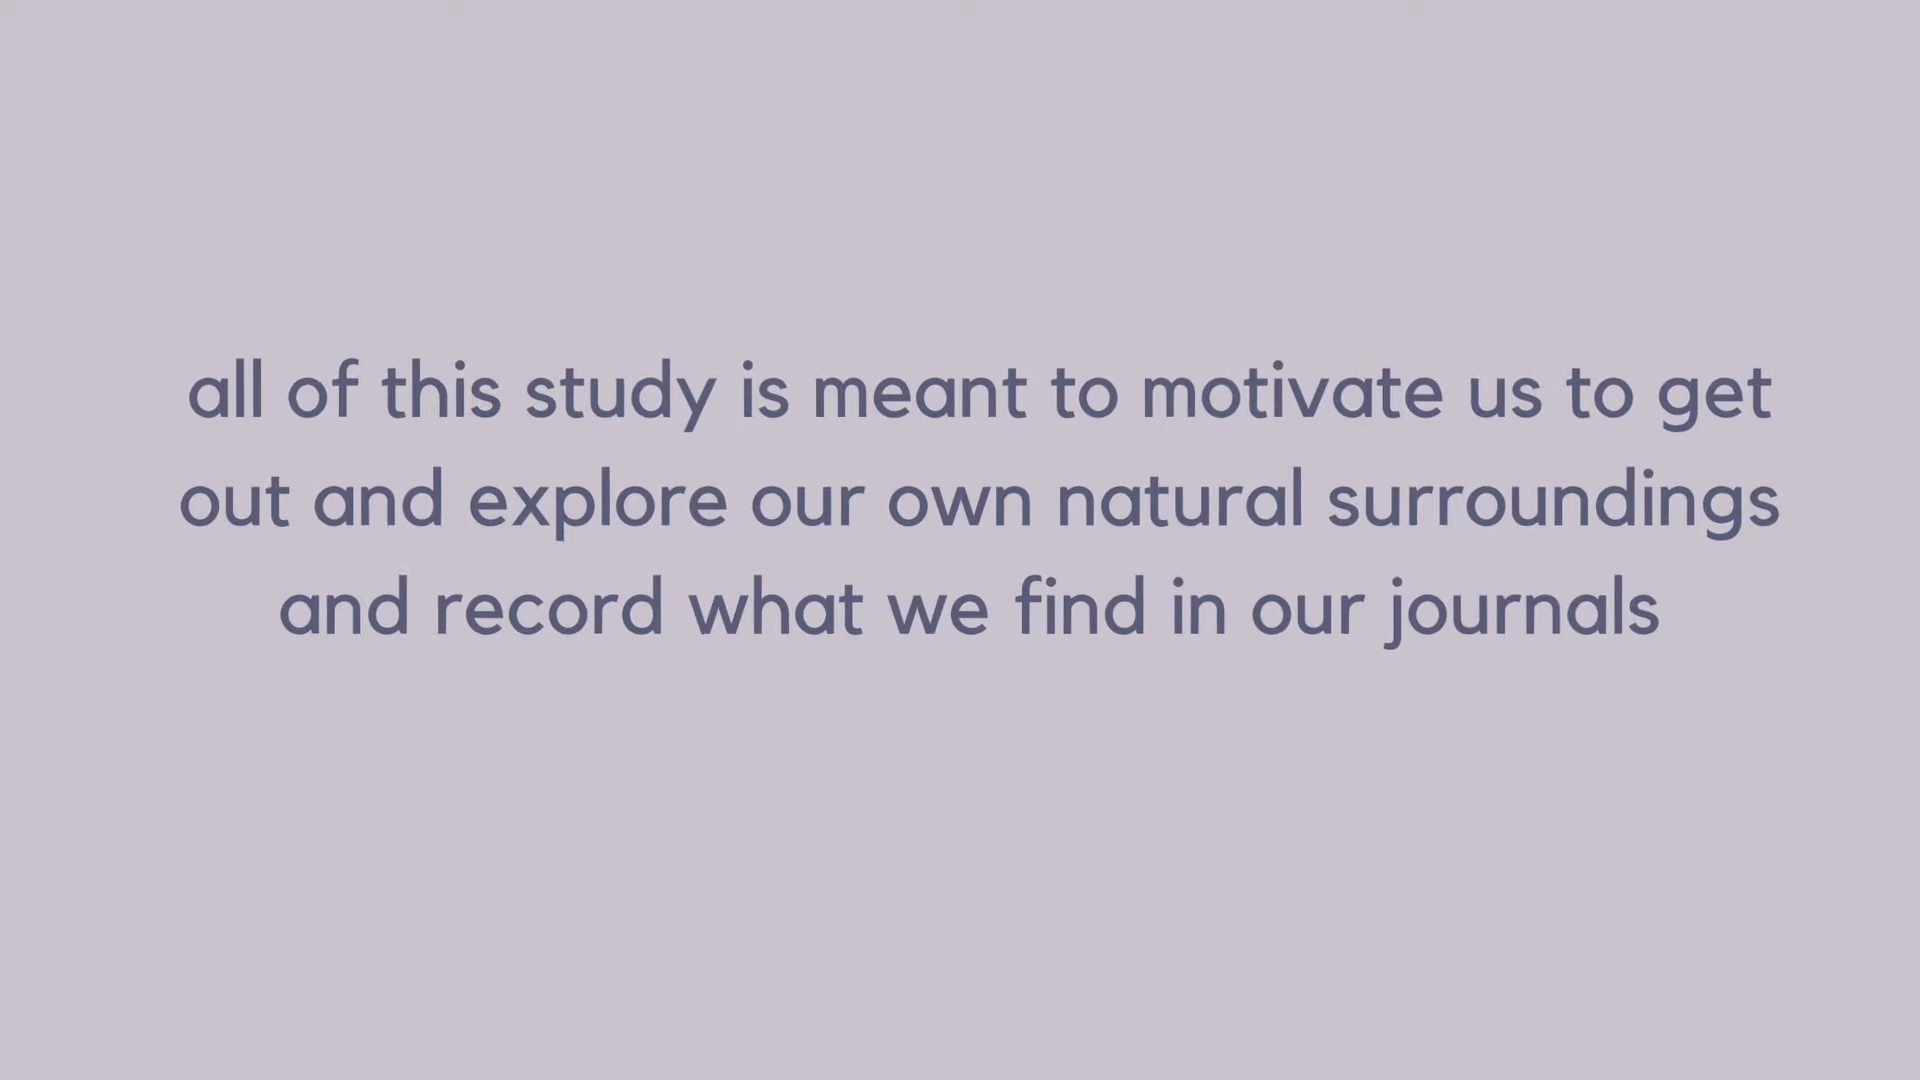 all of this study is meant to motivate us to get
out and explore our own natural surroundings
and record what we find in our journals